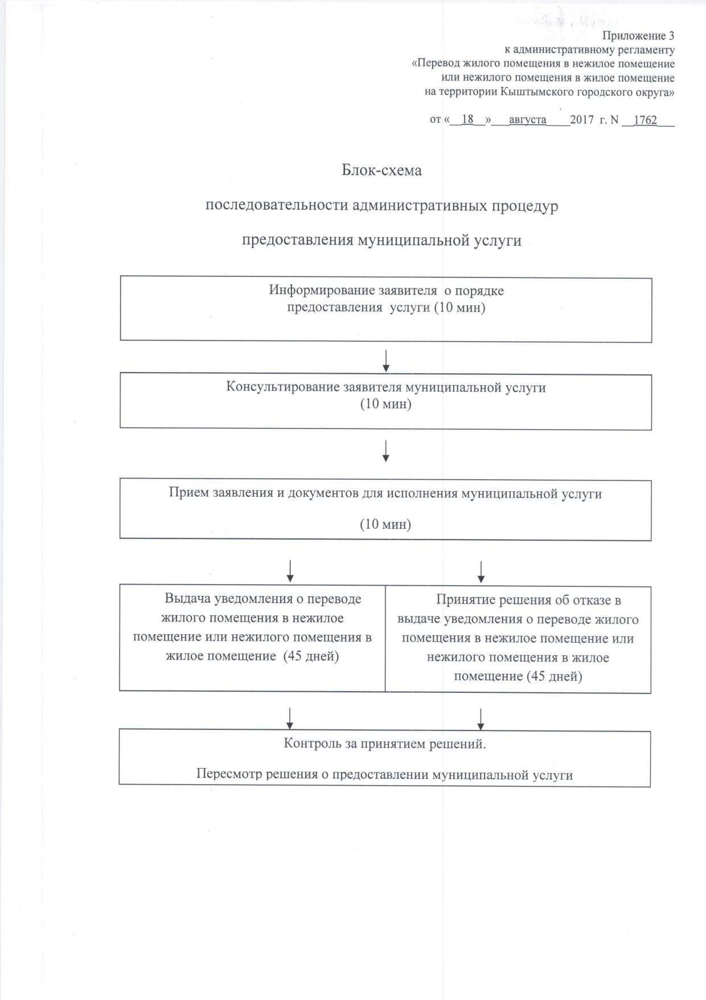 Приложение 3
к административному регламенту
«Перевод жилого помещения в нежилое помещение
или нежилого помещения в жилое помещение
на территории Кыштымского городского округа»
от «__18__»___августа____2017 г. N __1762___
Блок-схема
последовательности административных процедур
предоставления муниципальной услуги
Информирование заявителя о порядке
предоставления услуги (10 мин)
Консультирование заявителя муниципальной услуги
(10 мин)
Прием заявления и документов для исполнения муниципальной услуги
(10 мин)
Выдача уведомления о переводе
жилого помещения в нежилое
помещение или нежилого помещения в
жилое помещение (45 дней)
Принятие решения об отказе в
выдаче уведомления о переводе жилого
помещения в нежилое помещение или
нежилого помещения в жилое
помещение (45 дней)
Контроль за принятием решений.
Пересмотр решения о предоставлении муниципальной услуги